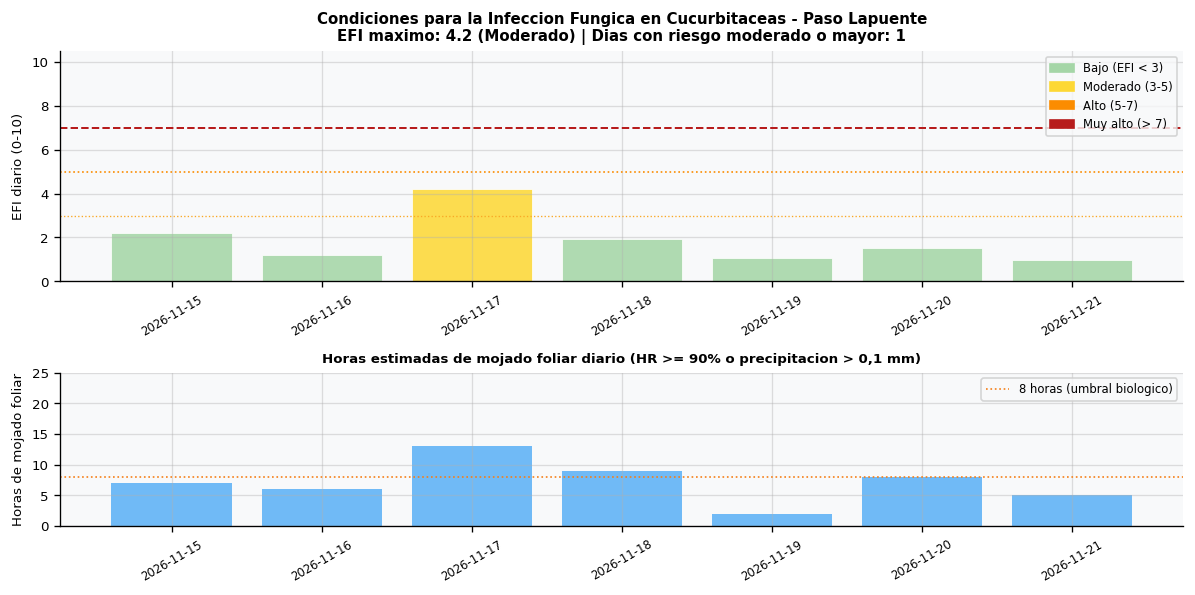 Condiciones para la Infeccion Fungica en Cucurbitaceas - Paso Lapuente
EFI maximo: 4.2 (Moderado) | Dias con riesgo moderado o mayor: 1
EFI diario (0-10)
10
8
6
4
2
0
Bajo (EFI < 3)
Moderado (3-5)
Alto (5-7)
Muy alto (> 7)
2026-11-15
2026-11-16
2026-11-17
2026-11-18
2026-11-19
2026-11-20
2026-11-21
Horas estimadas de mojado foliar diario (HR >= 90% o precipitacion > 0,1 mm)
Horas de mojado foliar
25
20
15
10
5
0
8 horas (umbral biologico)
2026-11-15
2026-11-16
2026-11-17
2026-11-18
2026-11-19
2026-11-20
2026-11-21